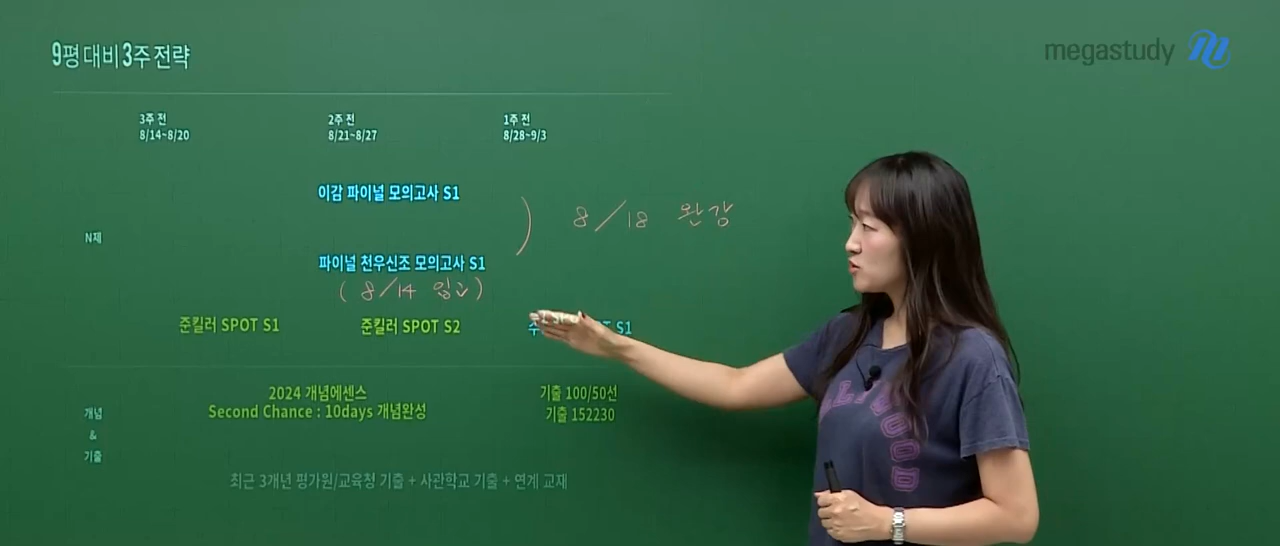 9평 대비 3주 전략
megastudy
3주 전
8/14~8/20
2주 전
8/21~8/27
1주 전
8/28~9/3
이감 파이널 모의고사 S1
8/18 완강
N제
파이널 천우신조 모의고사 S1
(8/14 입고)
준킬러 SPOT S1
준킬러 SPOT S2
S1
2024 개념에센스
Second Chance : 10days 개념완성
기출 100/50선
기출 152230
개념
&
기출
최근 3개년 평가원/교육청 기출 + 사관학교 기출 + 연계 교재